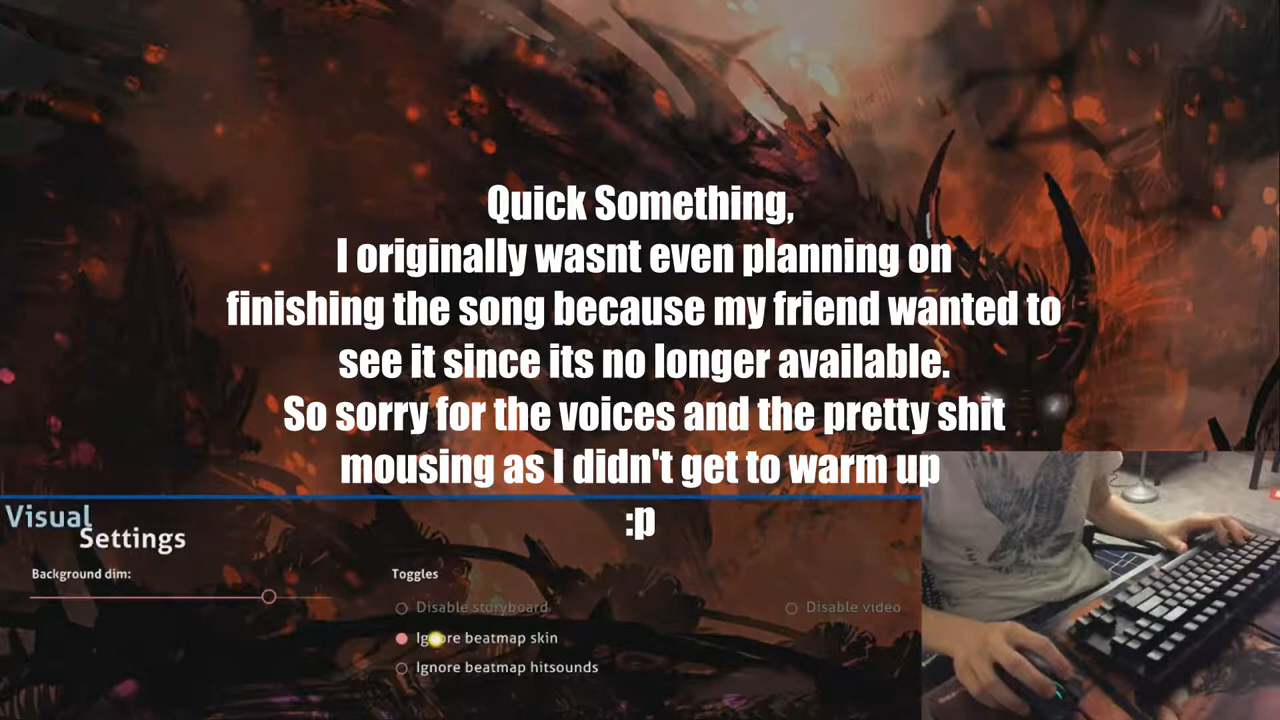 Quick Something,
I originally wasnt even planning on
finishing the song because my friend wanted to
see it since its no longer available.
So sorry for the voices and the pretty shit
mousing as I didn't get to warm up
:p
Visual
Settings
Background dim:
Toggles
Disable storyboard
Disable video
Ignore beatmap skin
Ignore beatmap hitsounds